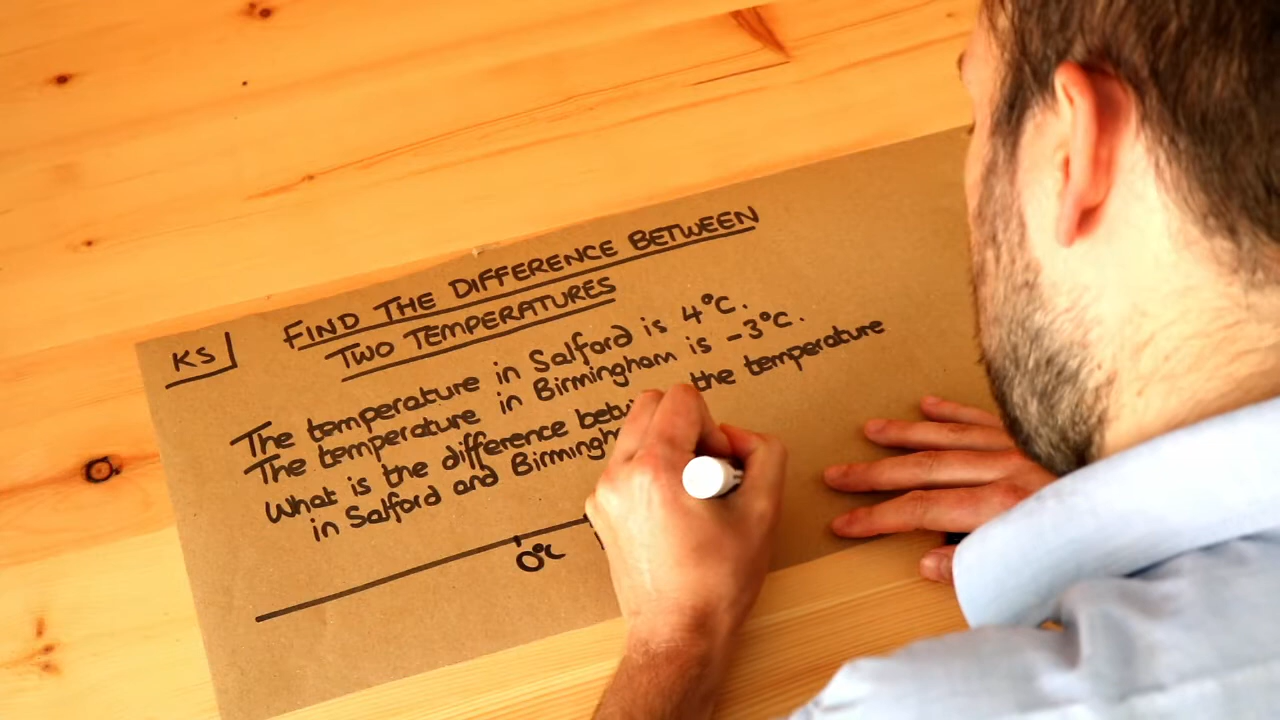 KS
FIND THE DIFFERENCE BETWEEN
TWO TEMPERATURES
The temperature in Salford is 4°C.
The temperature in Birmingham is -3°C.
What is the difference the temperature
in Salford and
0°C